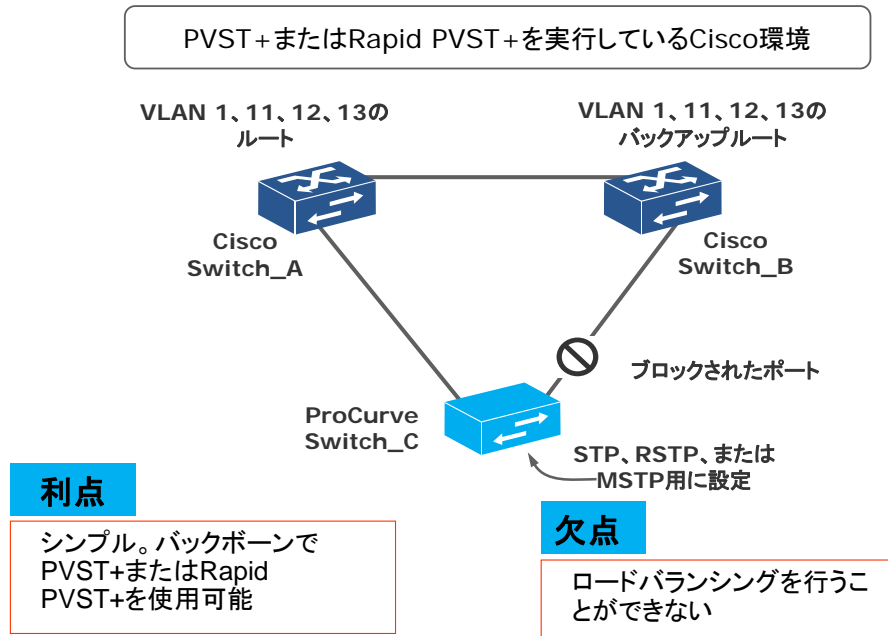 PVST+またはRapid PVST+を実行しているCisco環境
VLAN 1、11、12、13の
ルート
VLAN 1、11、12、13の
バックアップルート
Cisco
Switch_A
Cisco
Switch_B
ブロックされたポート
ProCurve
Switch_C
STP、RSTP、または
MSTP用に設定
利点
シンプル。バックボーンで
PVST+またはRapid
PVST+を使用可能
欠点
ロードバランシングを行うこ
とができない